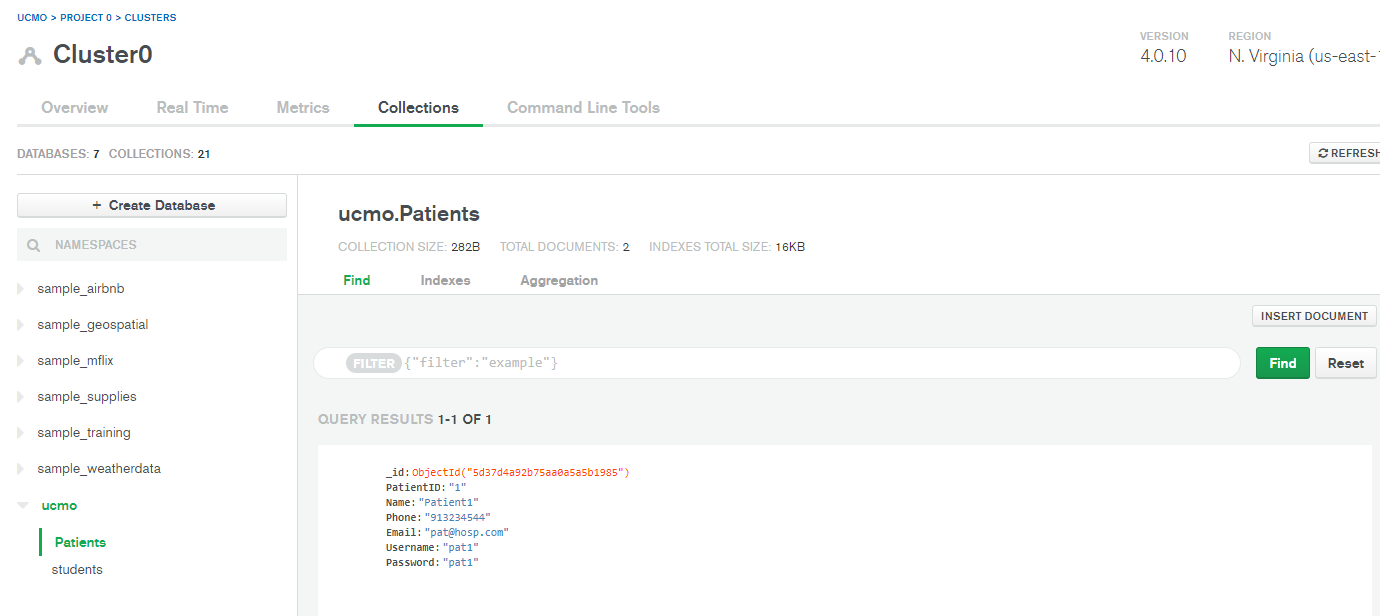 UCMO > PROJECT 0 > CLUSTERS
Cluster0
VERSION
4.0.10
REGION
N. Virginia (us-east-
Overview
Real Time
Metrics
Collections
Command Line Tools
DATABASES: 7 COLLECTIONS: 21
REFRESH
+ Create Database
NAMESPACES
sample_airbnb
sample_geospatial
sample_mflix
sample_supplies
sample_training
sample_weatherdata
ucmo
Patients
students
ucmo.Patients
COLLECTION SIZE: 282B TOTAL DOCUMENTS: 2 INDEXES TOTAL SIZE: 16KB
Find
Indexes
Aggregation
INSERT DOCUMENT
FILTER {"filter":"example"}
Find
Reset
QUERY RESULTS 1-1 OF 1
_id:ObjectId("5d37d4a92b75aa0a5a5b1985")
PatientID:"1"
Name:"Patient1"
Phone:"913234544"
Email:"pat@hosp.com"
Username:"pat1"
Password:"pat1"